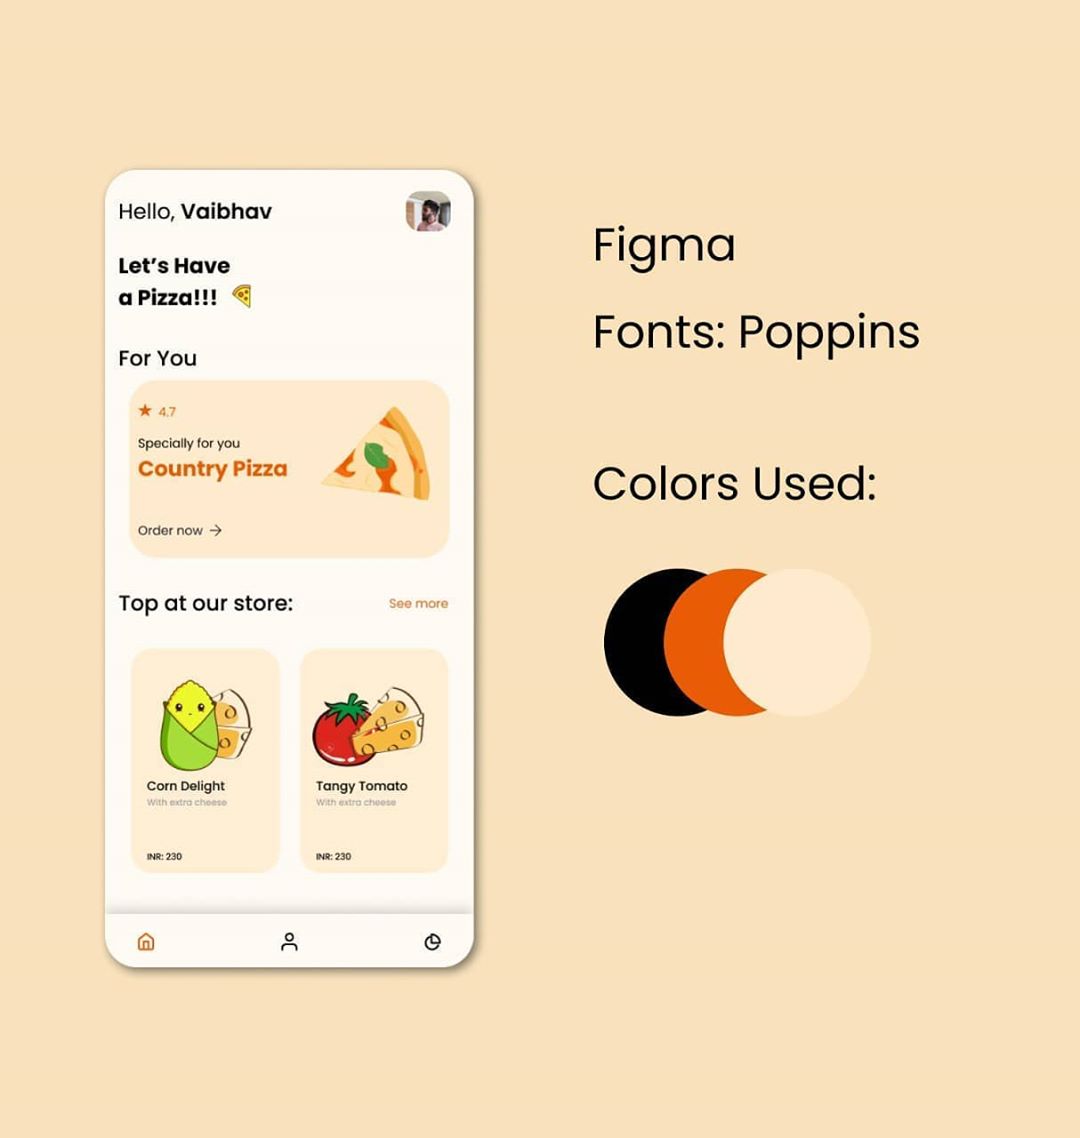 Hello, Vaibhav
Let’s Have
a Pizza!!!
For You
4.7
Specially for you
Country Pizza
Order now
Top at our store:
See more
Corn Delight
With extra cheese
INR: 230
Tangy Tomato
With extra cheese
INR: 230
Figma
Fonts: Poppins
Colors Used: